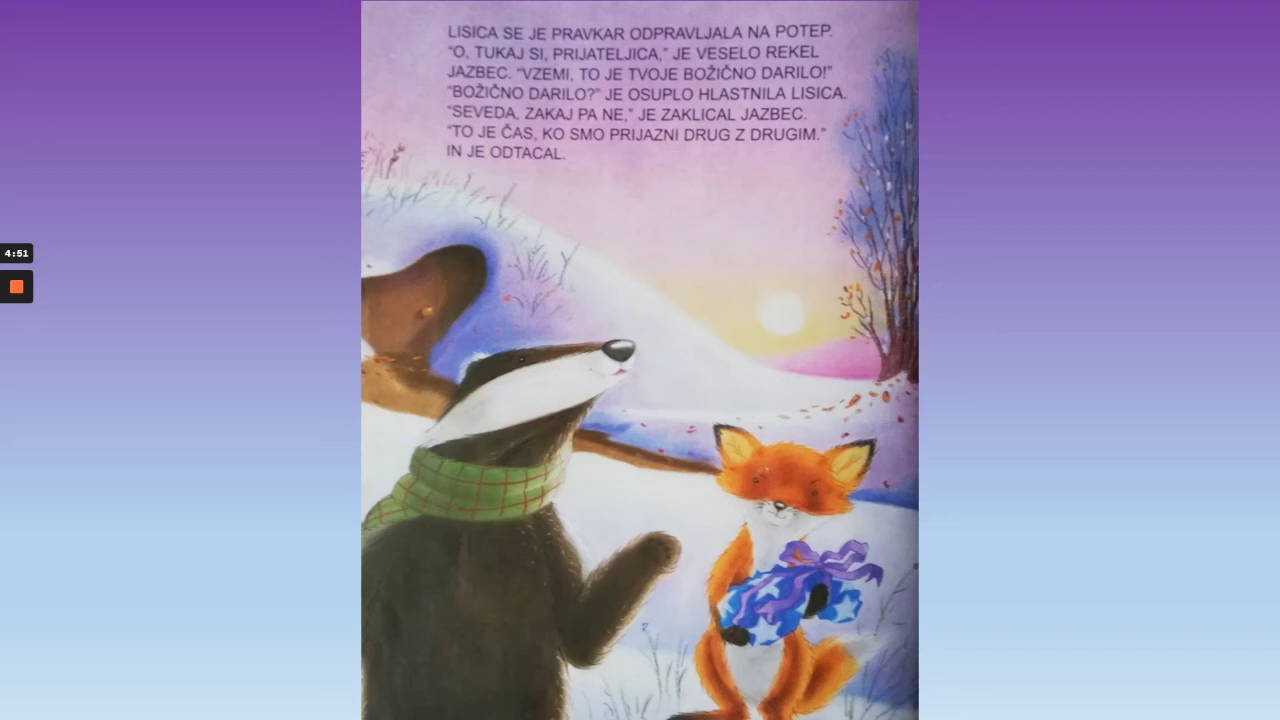 LISICA SE JE PRAVKAR ODPRAVLJALA NA POTEP.
"O, TUKAJ SI, PRIJATELJICA," JE VESELO REKEL
JAZBEC. "VZEMI, TO JE TVOJE BOŽIČNO DARILO!"
"BOŽIČNO DARILO?" JE OSUPLO HLASTNILA LISICA.
"SEVEDA, ZAKAJ PA NE," JE ZAKLICAL JAZBEC.
"TO JE ČAS, KO SMO PRIJAZNI DRUG Z DRUGIM."
IN JE ODTACAL.
4:51